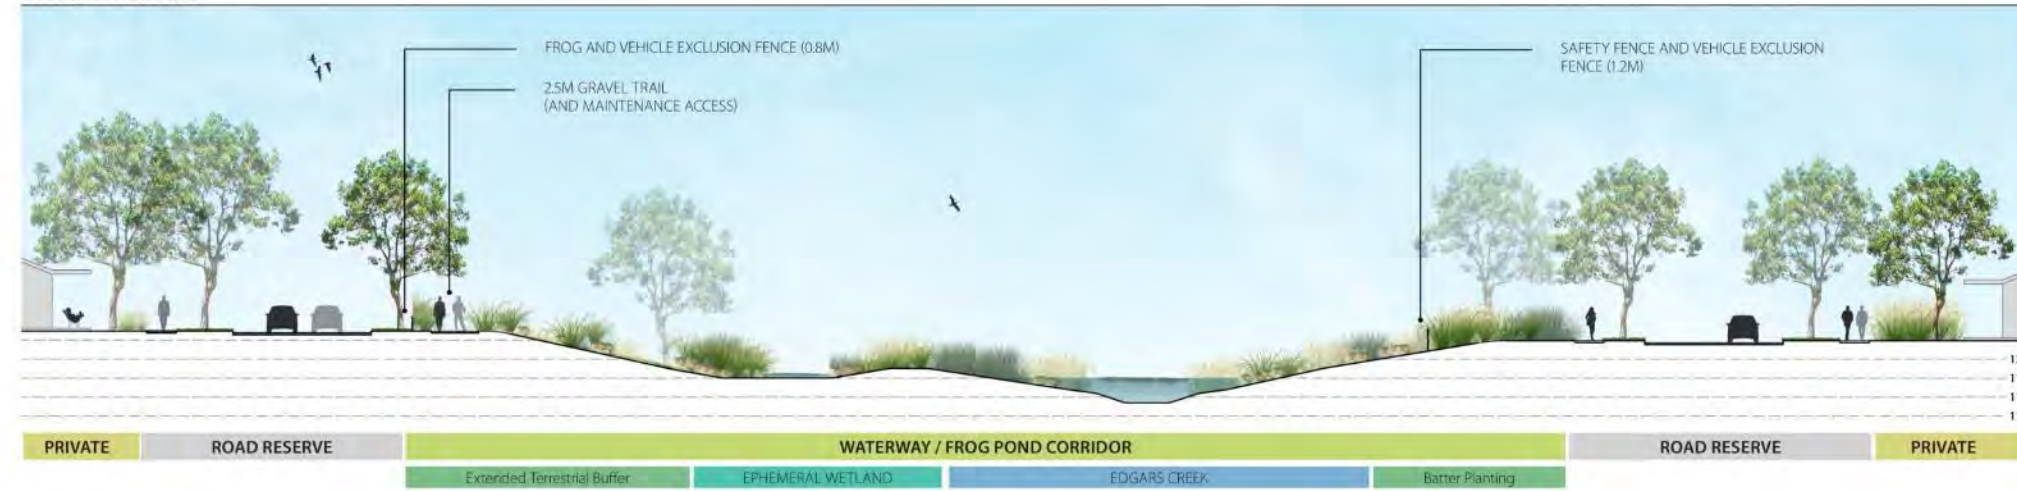 FROG AND VEHICLE EXCLUSION FENCE (0.8M)
2.5M GRAVEL TRAIL
(AND MAINTENANCE ACCESS)
SAFETY FENCE AND VEHICLE EXCLUSION
FENCE (1.2M)
PRIVATE
ROAD RESERVE
WATERWAY / FROG POND CORRIDOR
ROAD RESERVE
PRIVATE
Extended Terrestrial Buffer
EPHEMERAL WETLAND
EDGARS CREEK
Batter Planting